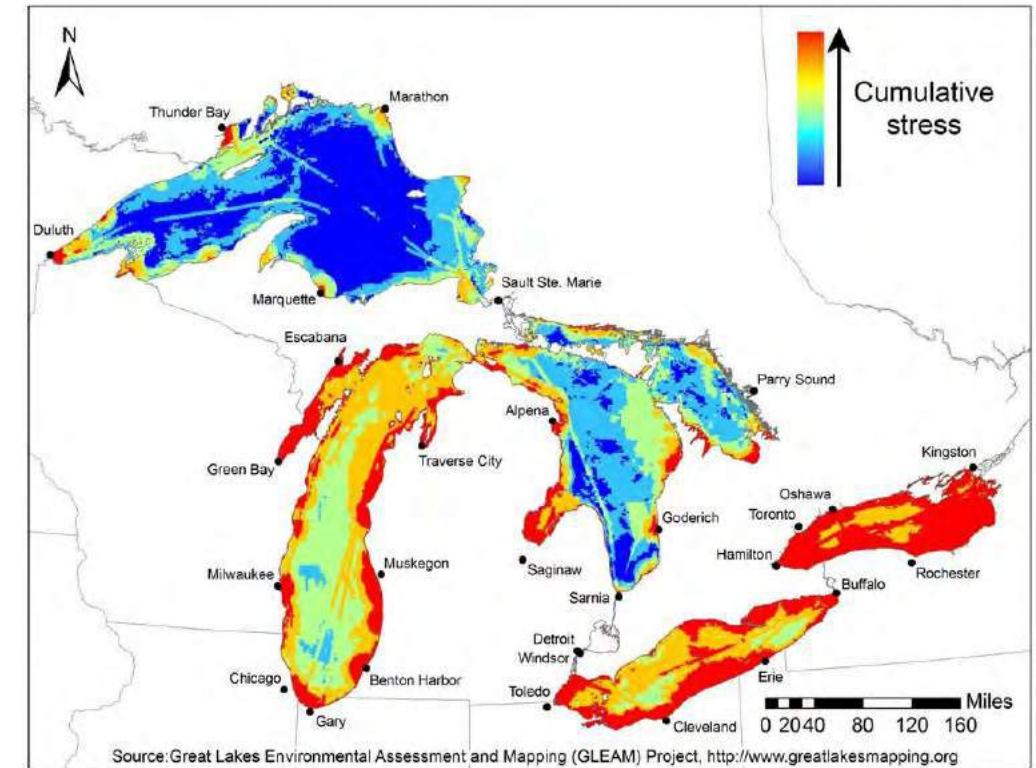 N
Cumulative
stress
Thunder Bay
Marathon
Duluth
Marquette
Sault Ste. Marie
Escabana
Parry Sound
Alpena
Green Bay
Traverse City
Kingston
Oshawa
Toronto
Goderich
Hamilton
Saginaw
Rochester
Milwaukee
Muskegon
Buffalo
Sarnia
Detroit
Windsor
Chicago
Benton Harbor
Toledo
Erie
Gary
Cleveland
Miles
0 20 40 80 120 160
Source:Great Lakes Environmental Assessment and Mapping (GLEAM) Project, http://www.greatlakesmapping.org